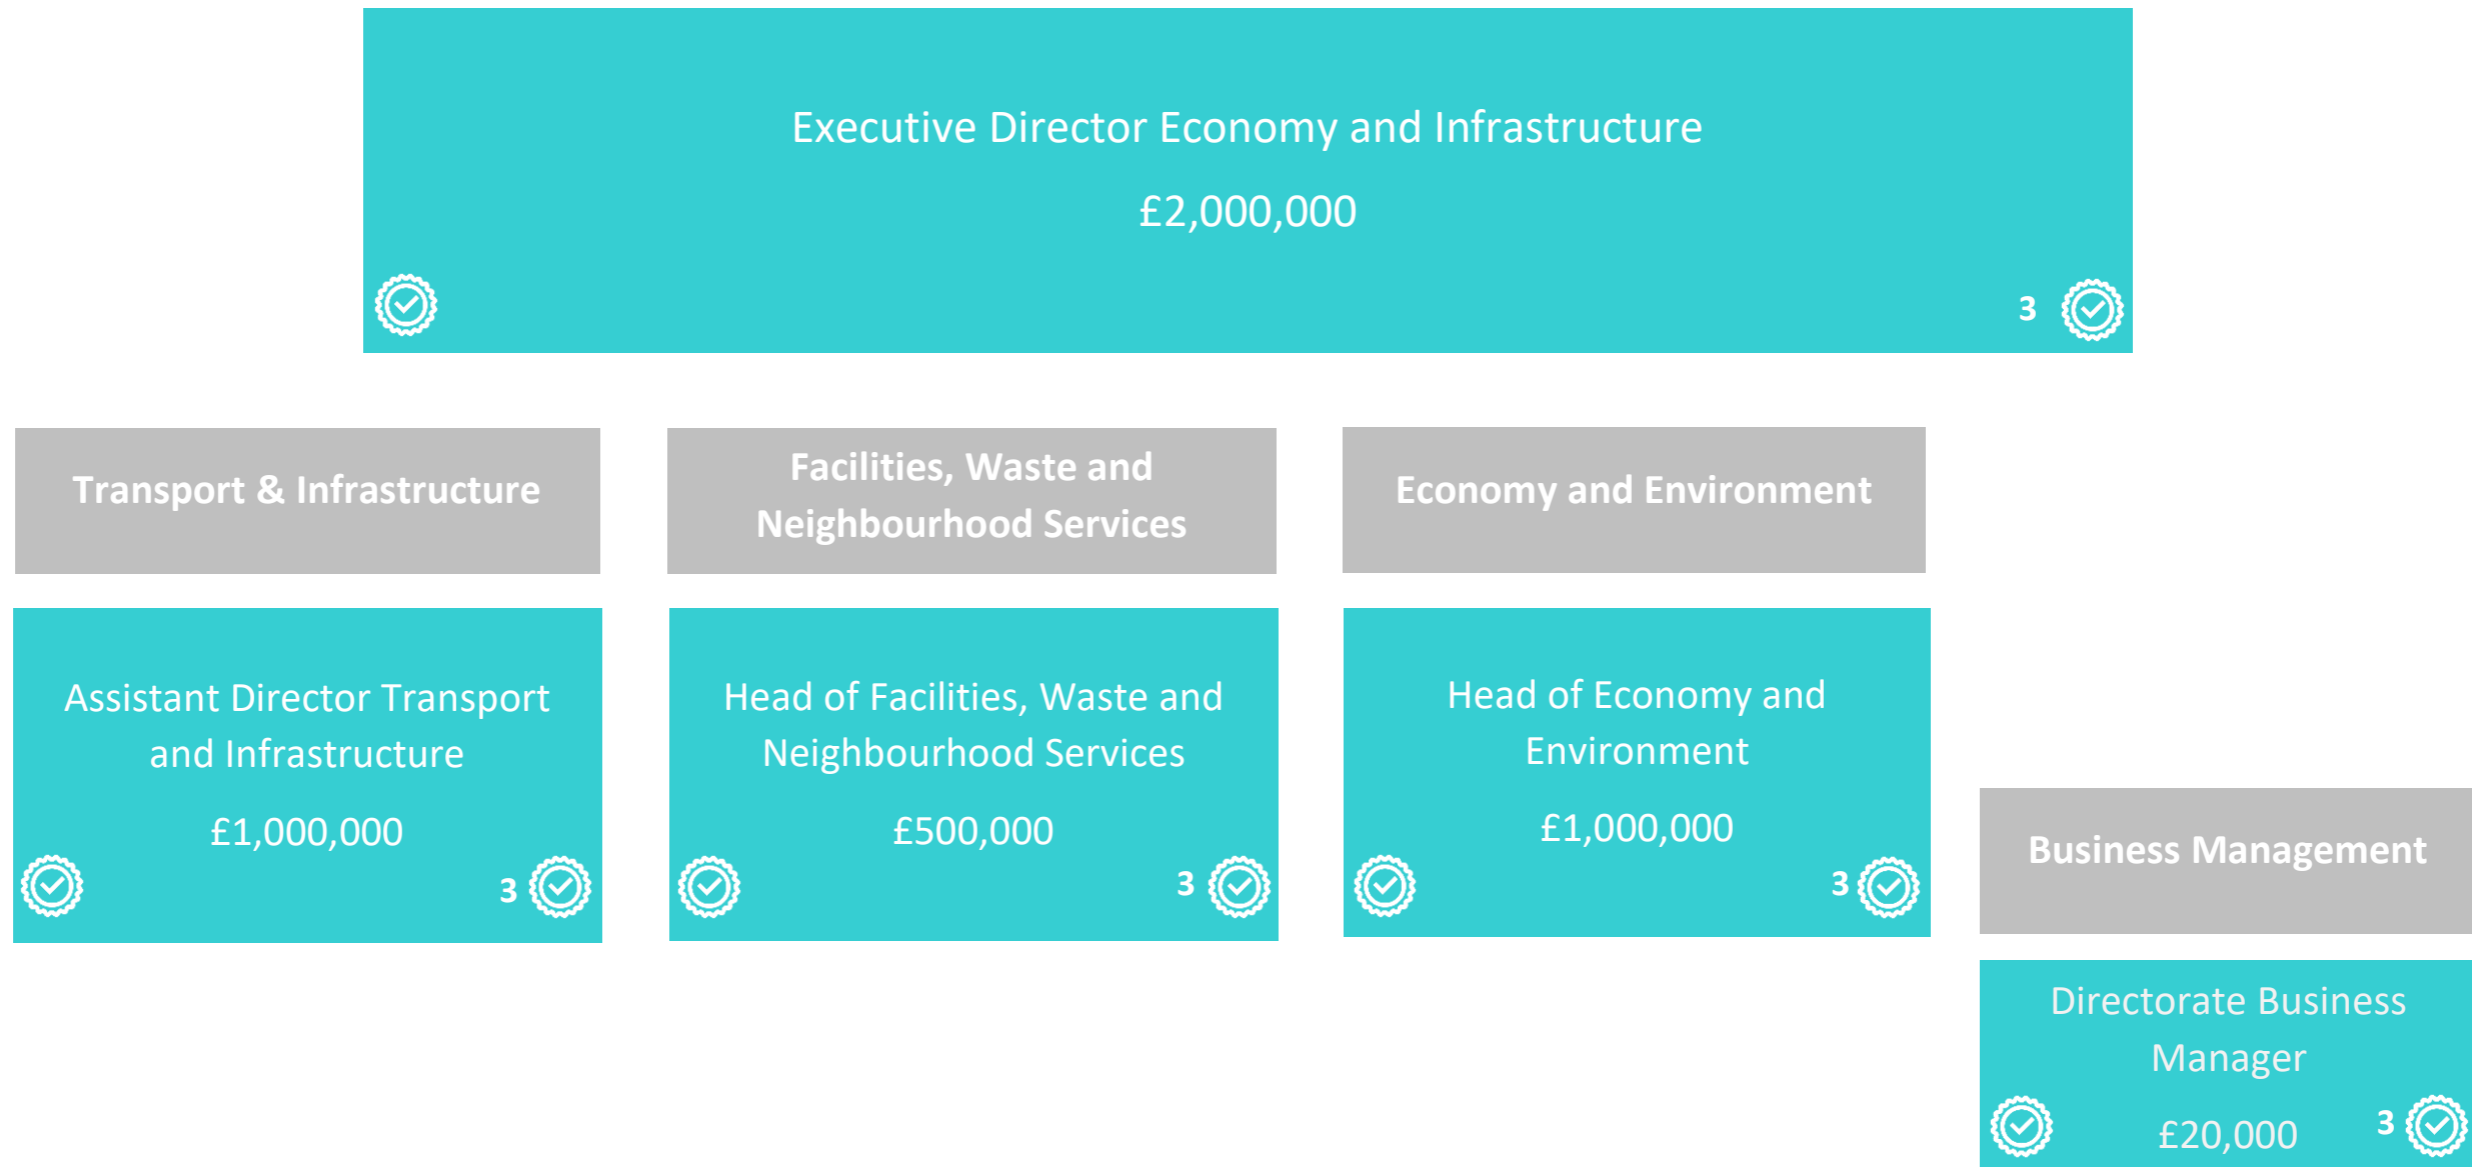 Executive Director Economy and Infrastructure
£2,000,000
3
Transport & Infrastructure
Facilities, Waste and
Neighbourhood Services
Economy and Environment
Assistant Director Transport
and Infrastructure
£1,000,000
3
Head of Facilities, Waste and
Neighbourhood Services
£500,000
3
Head of Economy and
Environment
£1,000,000
3
Business Management
Directorate Business
Manager
£20,000
3